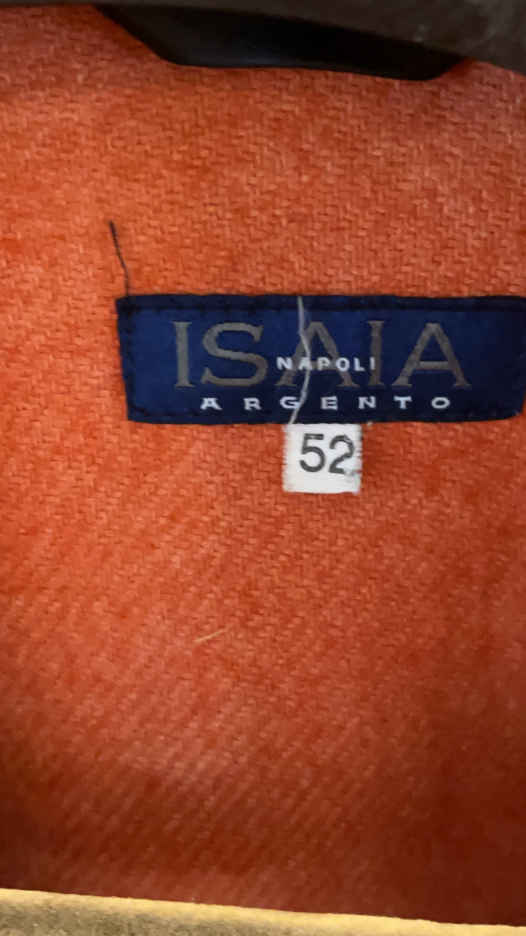 ISAIA
NAPOLI
ARGENTO
52